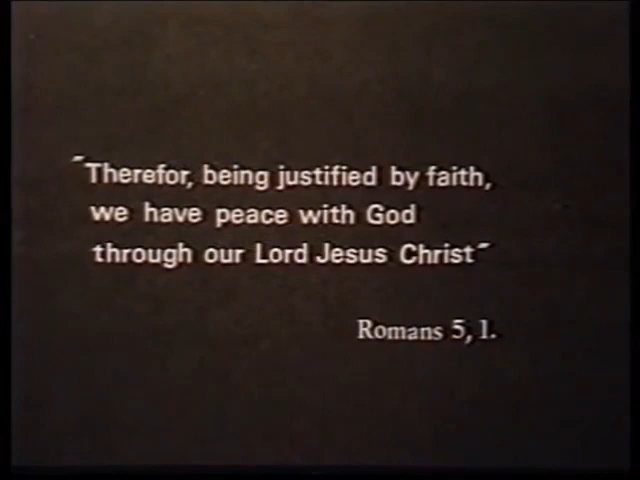 "Therefor, being justified by faith,
we have peace with God
through our Lord Jesus Christ"
Romans 5, 1.